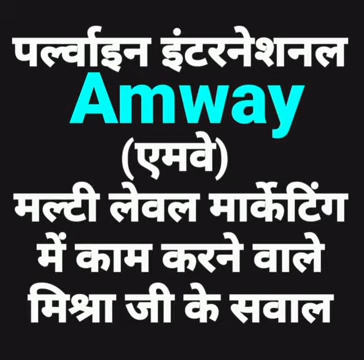 पर्ल्वाइन इंटरनेशनल
Amway
(एमवे)
मल्टी लेवल मार्केटिंग
में काम करने वाले
मिश्रा जी के सवाल